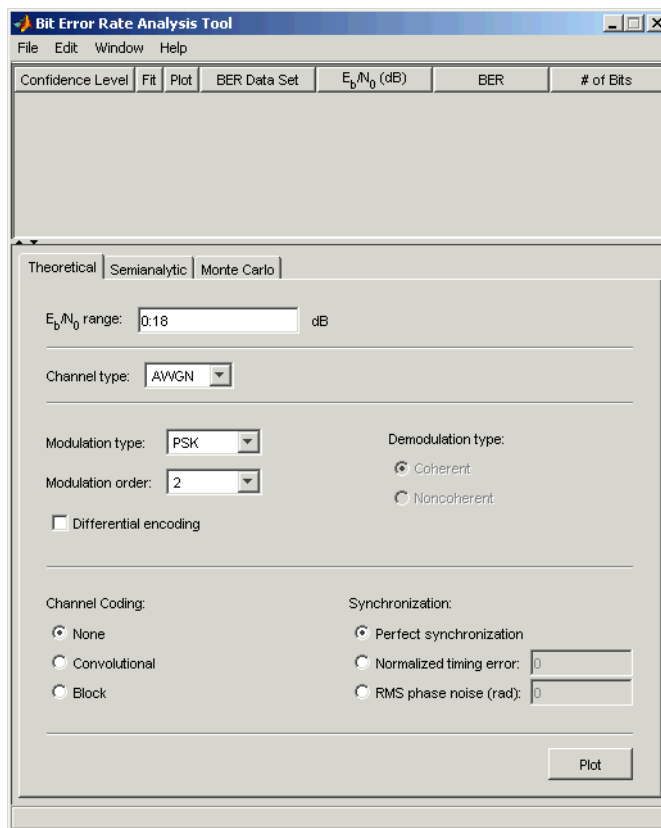 Bit Error Rate Analysis Tool
File Edit Window Help
Confidence Level Fit Plot BER Data Set Eb/N0 (dB) BER # of Bits
Theoretical Semianalytic Monte Carlo
Eb/N0 range: 0:18 dB
Channel type: AWGN
Modulation type: PSK
Demodulation type:
Coherent
Modulation order: 2
Noncoherent
Differential encoding
Channel Coding: Synchronization:
None Perfect synchronization
Convolutional Normalized timing error: 0
Block RMS phase noise (rad): 0
Plot